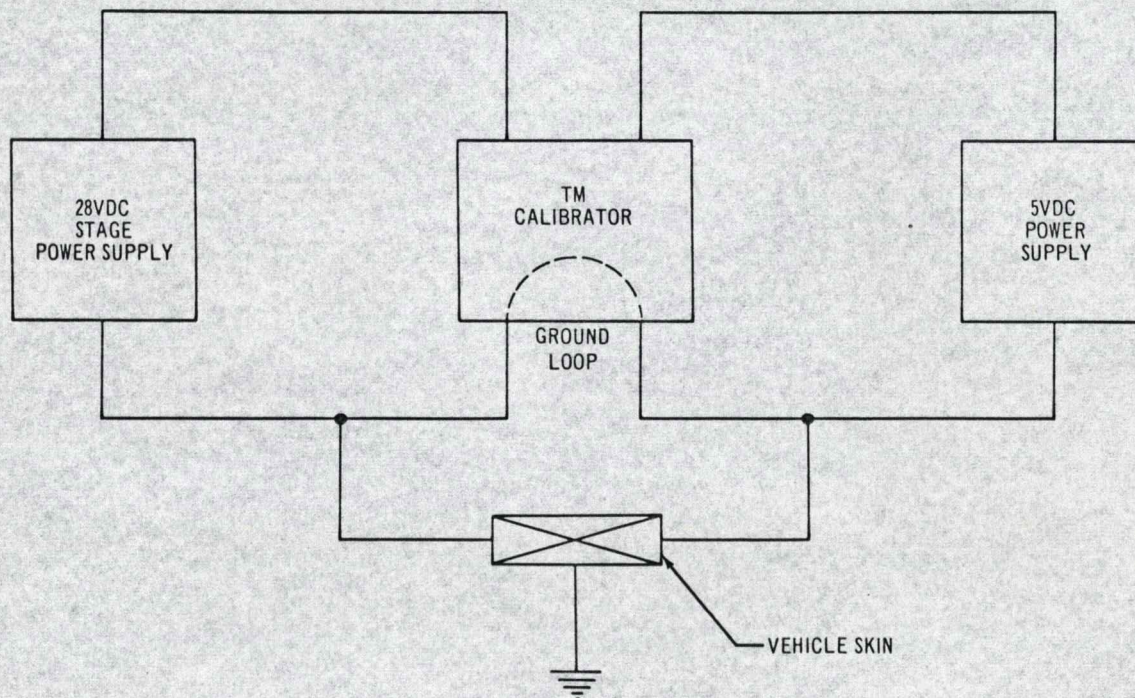 28VDC
STAGE
POWER SUPPLY
TM
CALIBRATOR
5VDC
POWER
SUPPLY
GROUND
LOOP
VEHICLE SKIN